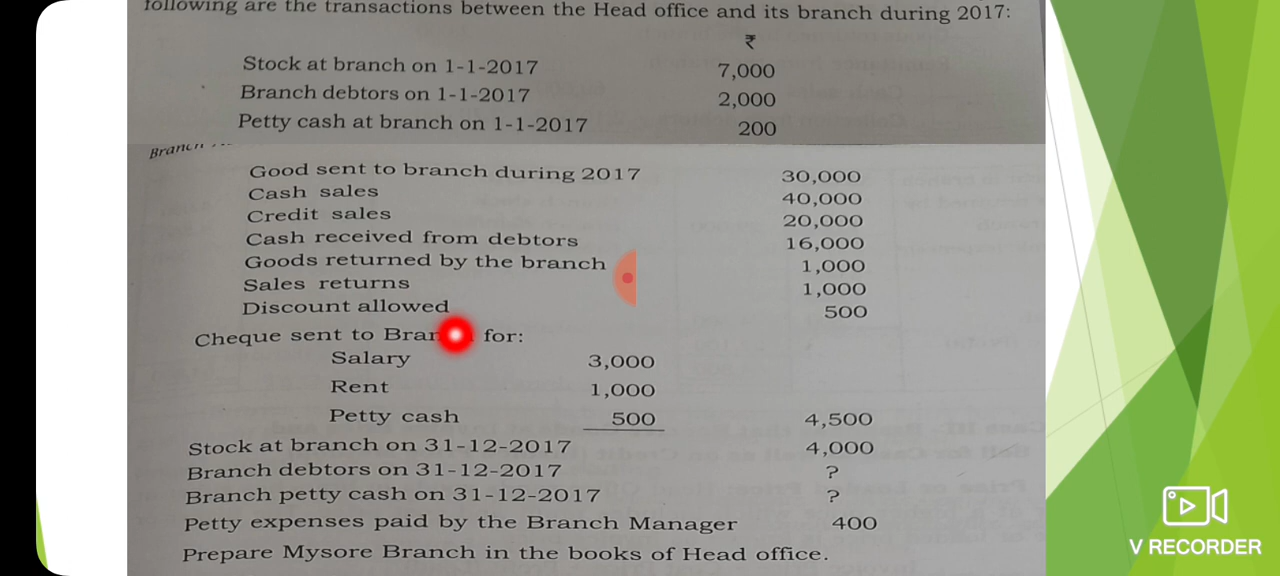 following are the transactions between the Head office and its branch during 2017:
₹
Stock at branch on 1-1-2017 7,000
Branch debtors on 1-1-2017 2,000
Petty cash at branch on 1-1-2017 200
Branch
Good sent to branch during 2017 30,000
Cash sales 40,000
Credit sales 20,000
Cash received from debtors 16,000
Goods returned by the branch 1,000
Sales returns 1,000
Discount allowed 500
Cheque sent to for:
Salary 3,000
Rent 1,000
Petty cash 500 4,500
Stock at branch on 31-12-2017 4,000
Branch debtors on 31-12-2017 ?
Branch petty cash on 31-12-2017 ?
Petty expenses paid by the Branch Manager 400
Prepare Mysore Branch in the books of Head office.
V RECORDER